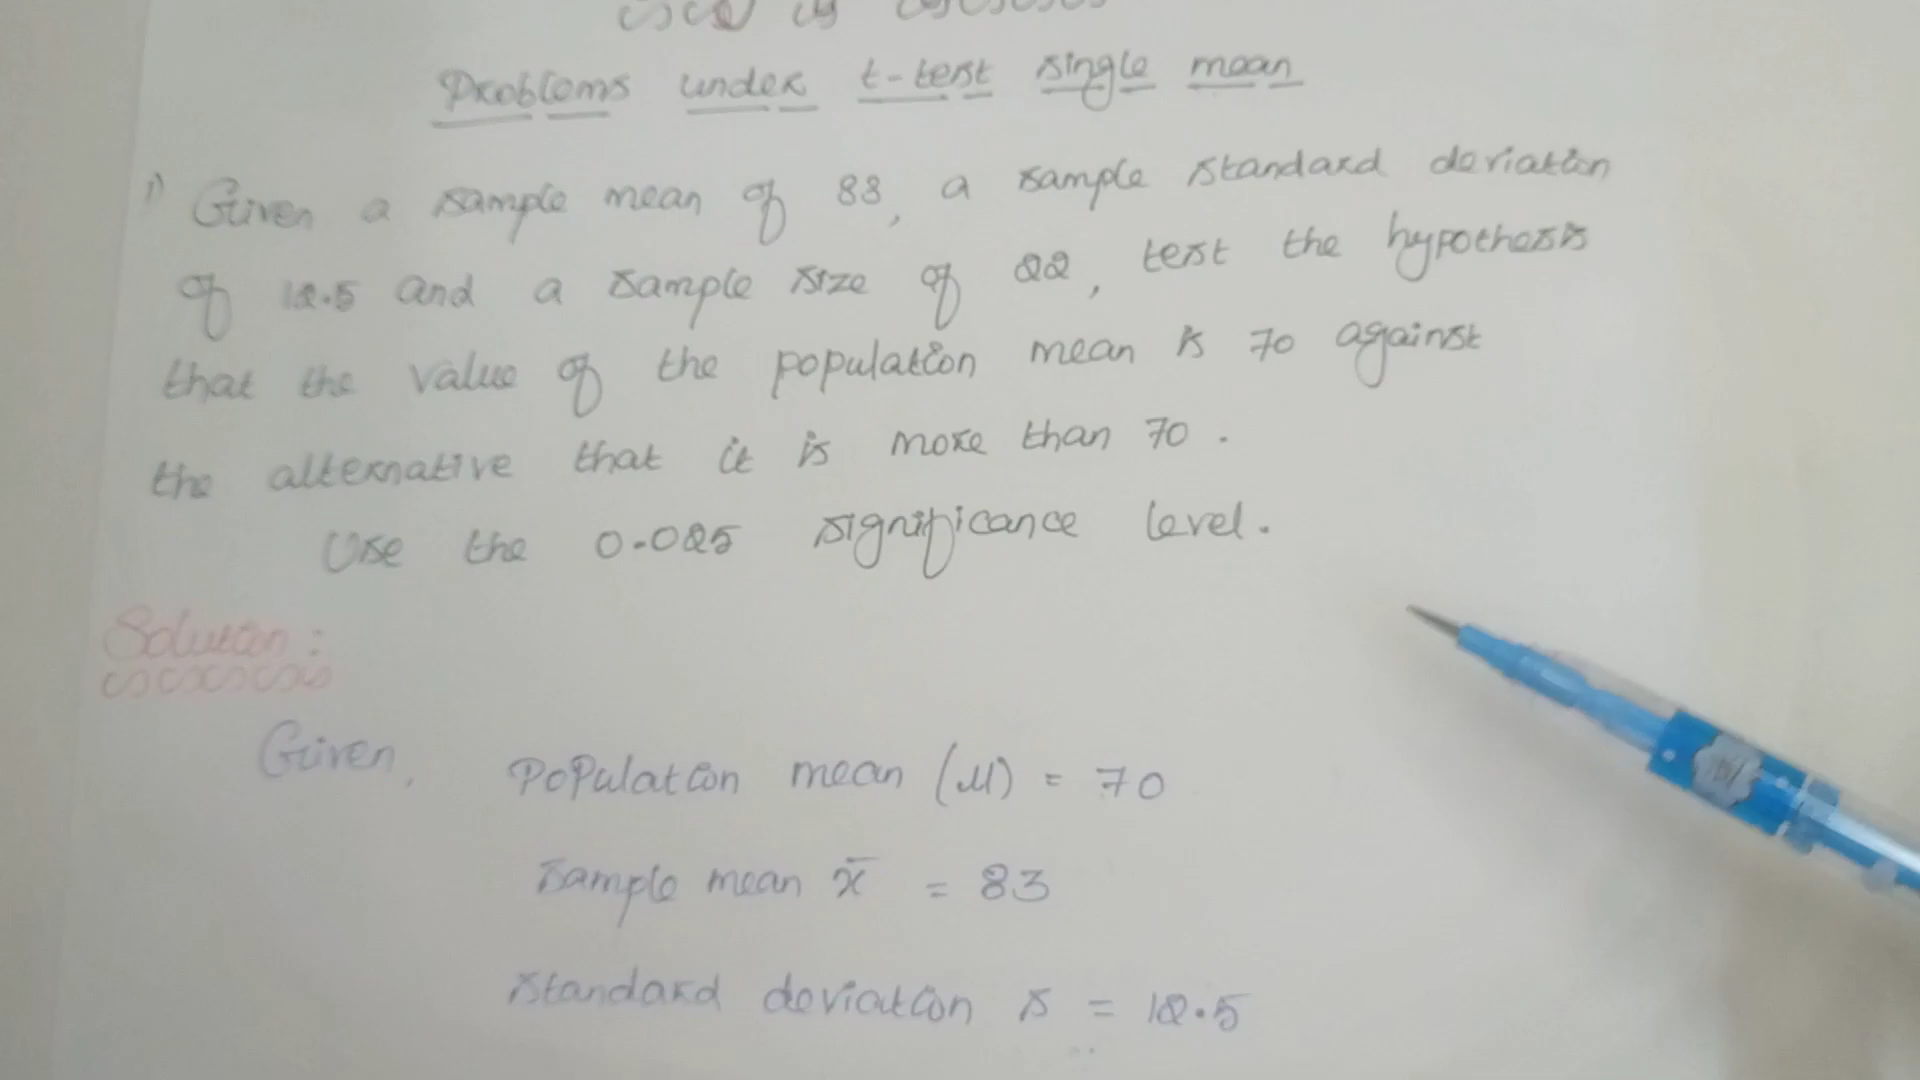 Problems under t-test single mean
1) Given a sample mean of 83, a sample standard deviation
of 12.5 and a sample size of 22, test the hypothesis
that the value of the population mean is 70 against
the alternative that it is more than 70.
Use the 0.025 significance level.
Solution:
Given, Population mean (μ) = 70
Sample mean x̄ = 83
Standard deviation s = 12.5